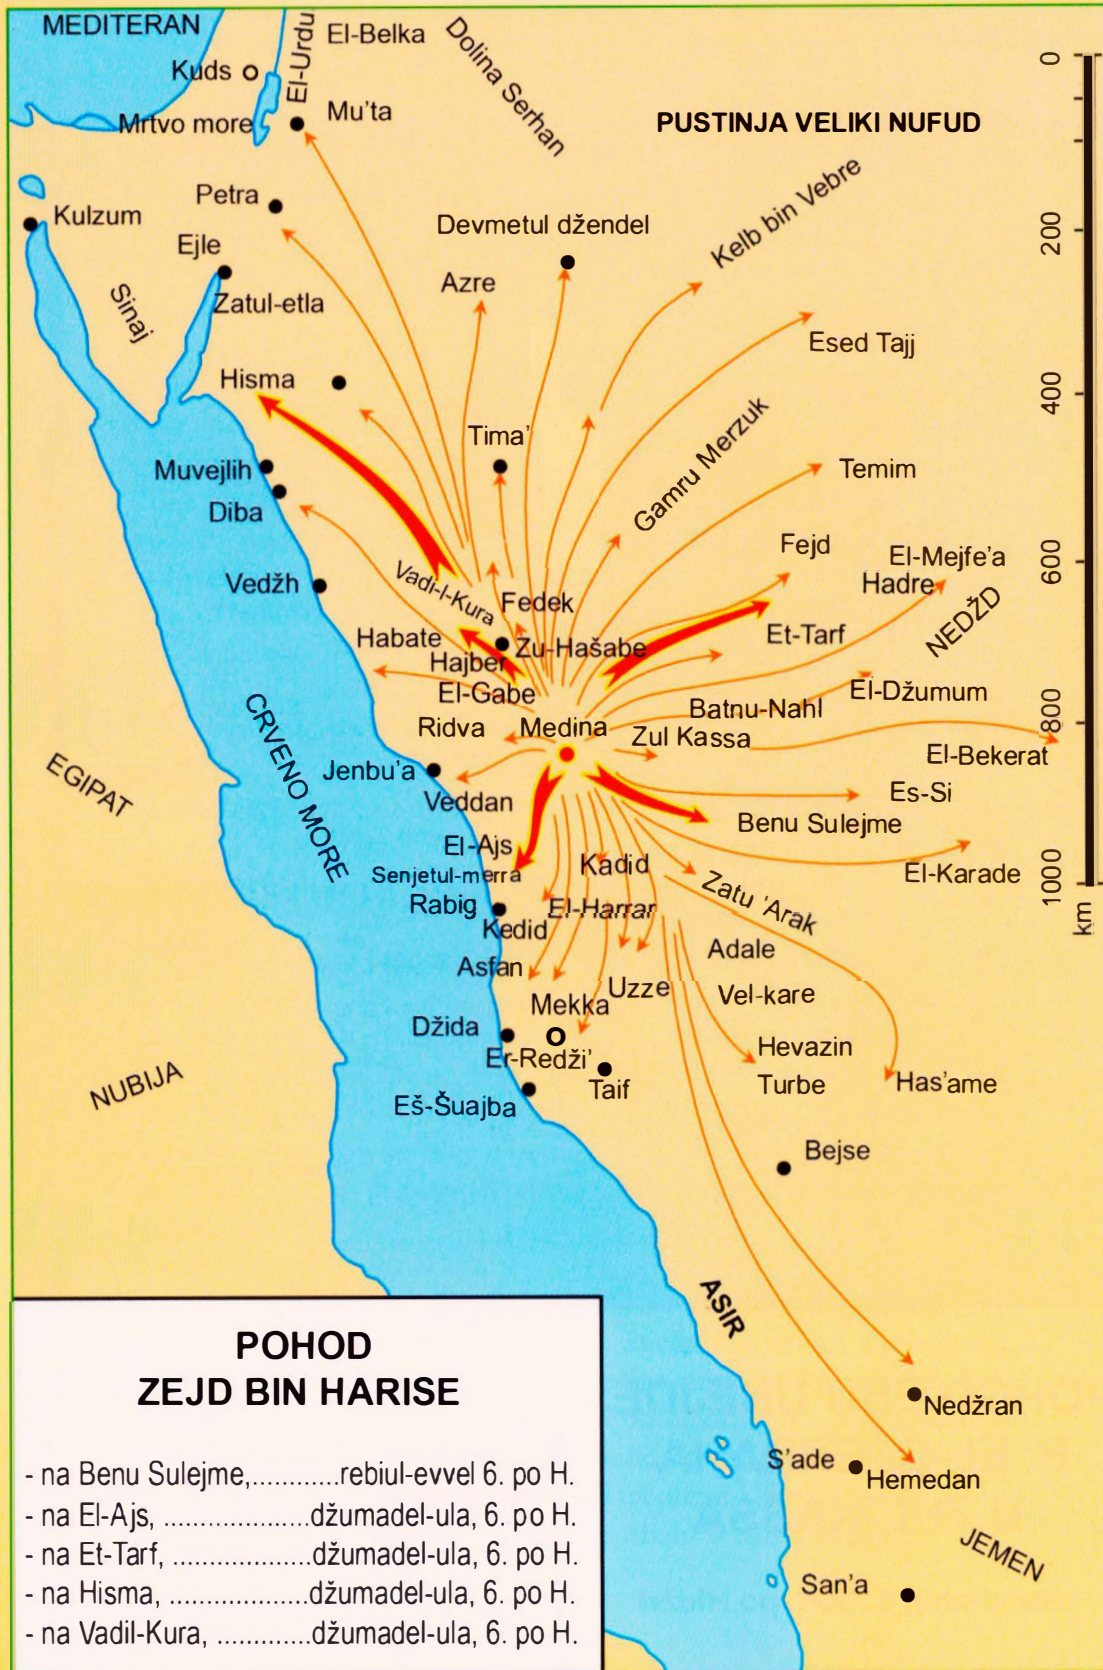 MEDITERAN
El-Belka
Dolina Serhan
El-Urdu
Kuds
Mrtvo more
Mu'ta
PUSTINJA VELIKI NUFUD
0
Petra
Kulzum
Ejle
Devmetul džendel
Kelb bin Vebre
200
Sinaj
Zatul-etla
Azre
Esed Tajj
Hisma
400
Tima'
Gamru Merzuk
Muvejlih
Temim
Diba
Fejd
El-Mejfe'a
600
Vedžh
Vadi-l-Kura
Fedek
Hadre
NEDŽD
Habate
Zu-Hašabe
Et-Tarf
Hajber
El-Gabe
Batnu-Nahl
El-Džumum
CRVENO MORE
Ridva
Medina
Zul Kassa
800
El-Bekerat
EGIPAT
Jenbu'a
Veddan
Es-Si
Benu Sulejme
El-Ajs
Kadid
Senjetul-merra
Zatu 'Arak
El-Karade
1000
km
Rabig
El-Harrar
Kedid
Adale
Asfan
Uzze
Vel-kare
Mekka
Džida
Hevazin
Er-Redži'
Taif
Turbe
Has'ame
NUBIJA
Eš-Šuajba
Bejse
ASIR
Nedžran
S'ade
Hemedan
JEMEN
San'a
POHOD
ZEJD BIN HARISE
- na Benu Sulejme,............rebiul-evvel 6. po H.
- na El-Ajs, ....................džumadel-ula, 6. po H.
- na Et-Tarf, ...................džumadel-ula, 6. po H.
- na Hisma, ...................džumadel-ula, 6. po H.
- na Vadil-Kura, .............džumadel-ula, 6. po H.